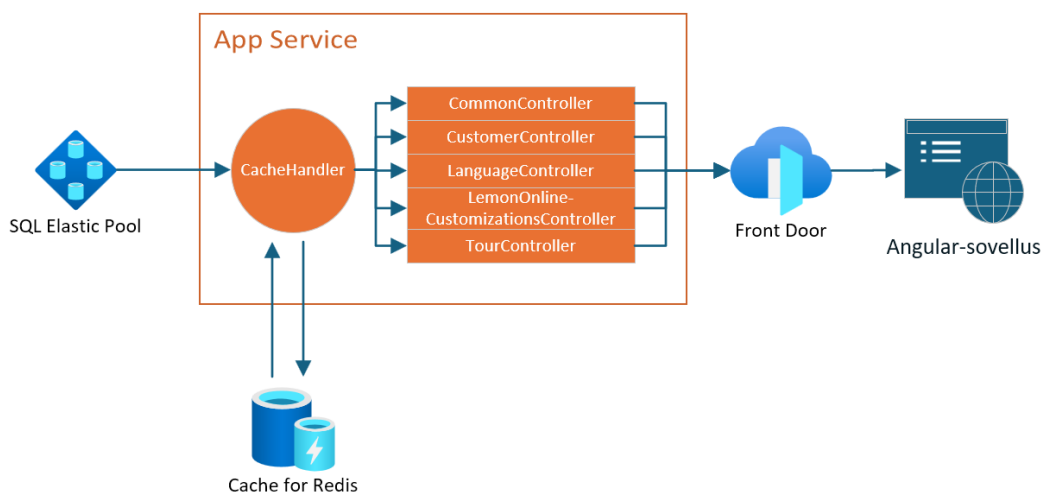 App Service
CommonController
CustomerController
CacheHandler
LanguageController
LemonOnline-
CustomizationsController
TourController
SQL Elastic Pool
Front Door
Angular-sovellus
Cache for Redis